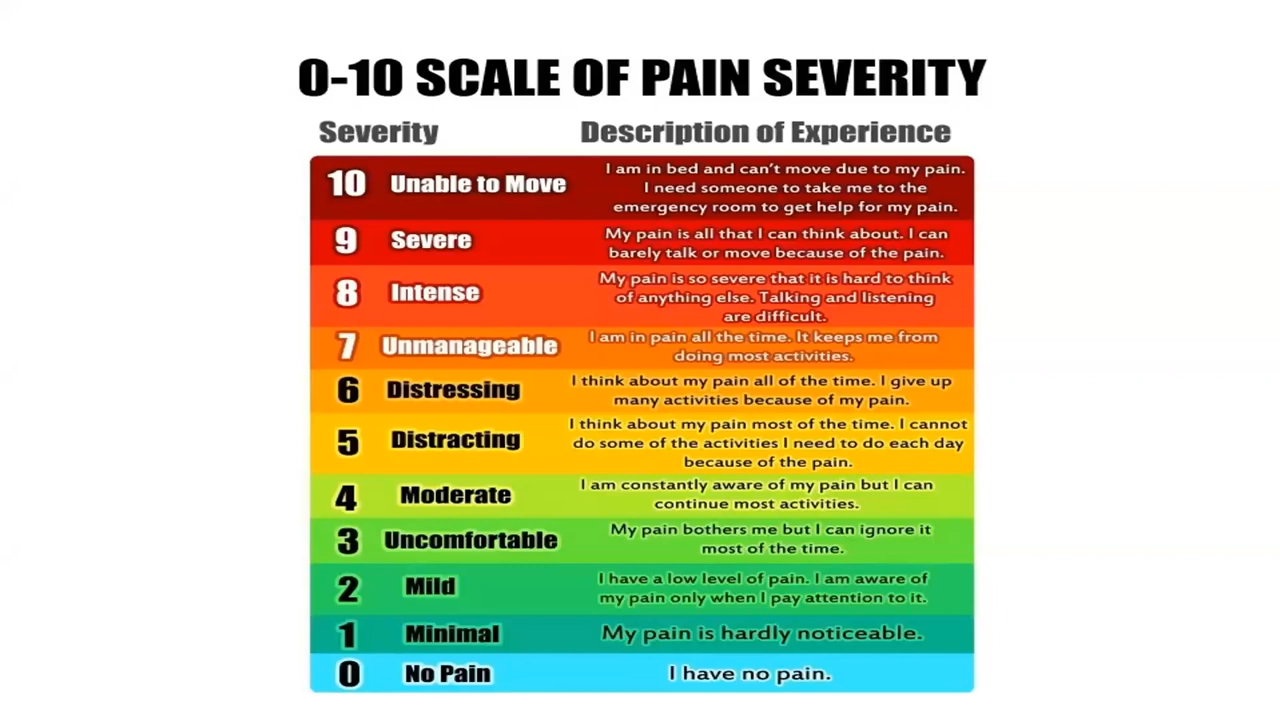 0-10 SCALE OF PAIN SEVERITY
Severity Description of Experience
10 Unable to Move
I am in bed and can't move due to my pain.
I need someone to take me to the
emergency room to get help for my pain.
9 Severe
My pain is all that I can think about. I can
barely talk or move because of the pain.
8 Intense
My pain is so severe that it is hard to think
of anything else. Talking and listening
are difficult.
7 Unmanageable
I am in pain all the time. It keeps me from
doing most activities.
6 Distressing
I think about my pain all of the time. I give up
many activities because of my pain.
5 Distracting
I think about my pain most of the time. I cannot
do some of the activities I need to do each day
because of the pain.
4 Moderate
I am constantly aware of my pain but I can
continue most activities.
3 Uncomfortable
My pain bothers me but I can ignore it
most of the time.
2 Mild
I have a low level of pain. I am aware of
my pain only when I pay attention to it.
1 Minimal
My pain is hardly noticeable.
0 No Pain
I have no pain.